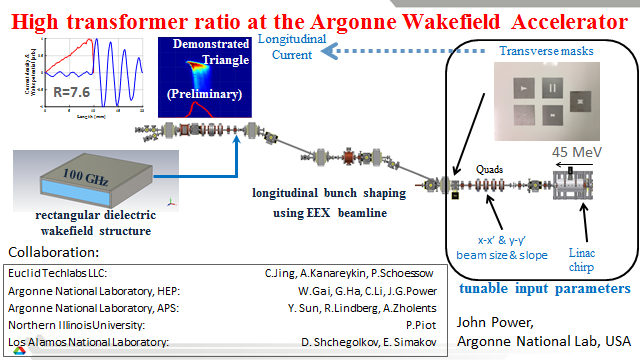 High transformer ratio at the Argonne Wakefield Accelerator
Demonstrated
Triangle
(Preliminary)
Longitudinal
Current
Transverse masks
R=7.6
Length (mm)
45 MeV
100 GHz
rectangular dielectric
wakefield structure
longitudinal bunch shaping
using EEX beamline
Quads
x-x' & y-y'
beam size & slope
Linac
chirp
tunable input parameters
Collaboration:
Euclid Techlabs LLC: C.Jing, A.Kanareykin, P.Schoessow
Argonne National Laboratory, HEP: W.Gai, G.Ha, C.Li, J.G.Power
Argonne National Laboratory, APS: Y. Sun, R.Lindberg, A.Zholents
Northern IllinoisUniversity: P.Piot
Los Alamos National Laboratory: D. Shchegolkov, E. Simakov
John Power,
Argonne National Lab, USA